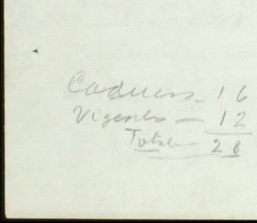 Caducos - 16
Vigentes - 12
Total - 28